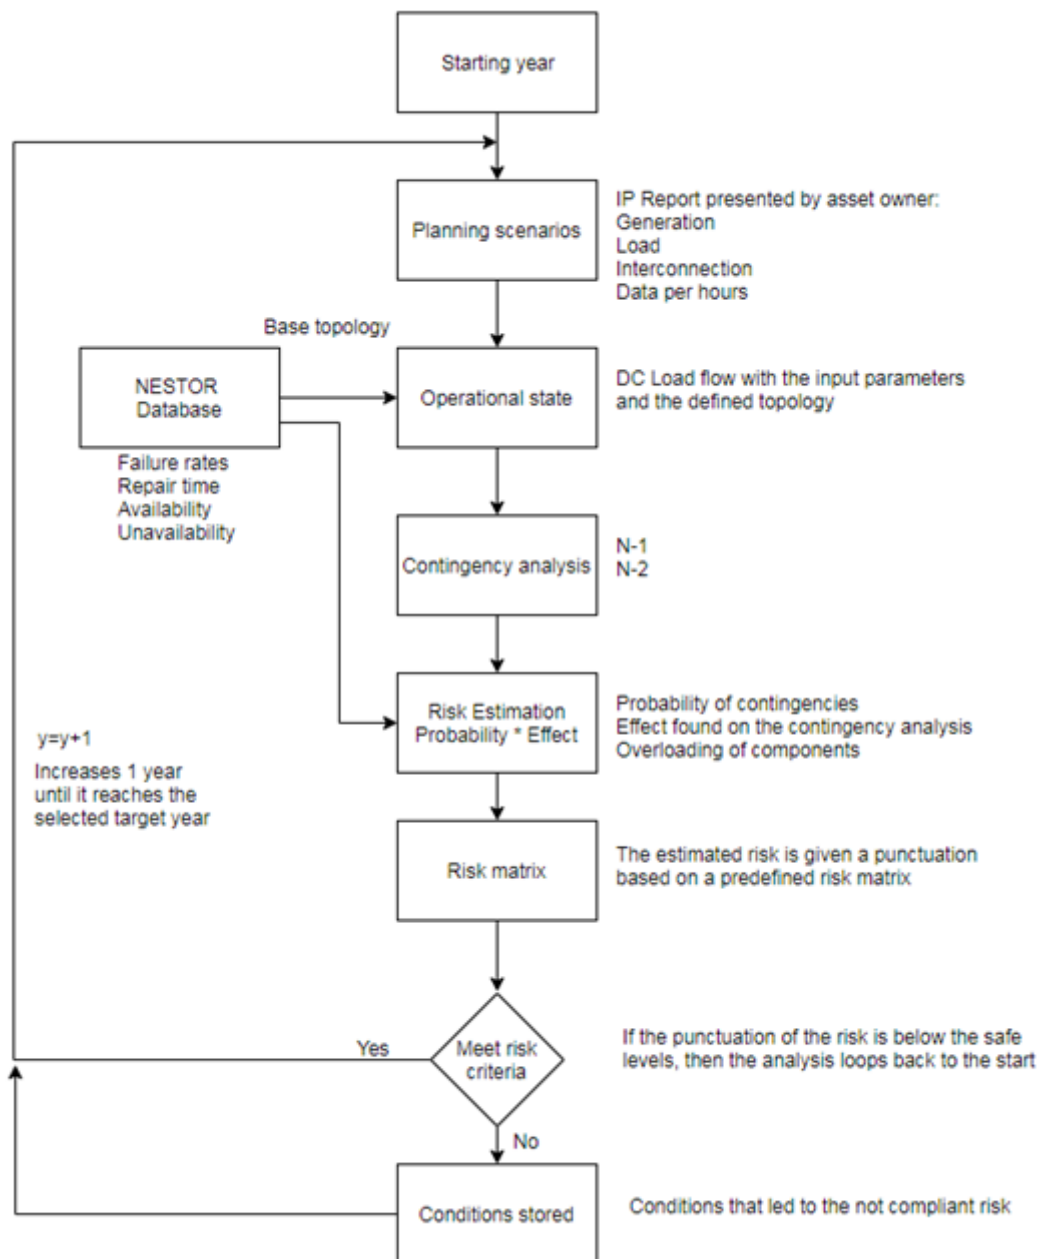 Starting year
Planning scenarios
IP Report presented by asset owner:
Generation
Load
Interconnection
Data per hours
Base topology
NESTOR
Database
Failure rates
Repair time
Availability
Unavailability
Operational state
DC Load flow with the input parameters
and the defined topology
Contingency analysis
N-1
N-2
Risk Estimation
Probability * Effect
Probability of contingencies
Effect found on the contingency analysis
Overloading of components
y=y+1
Increases 1 year
until it reaches the
selected target year
Risk matrix
The estimated risk is given a punctuation
based on a predefined risk matrix
Yes
Meet risk
criteria
If the punctuation of the risk is below the safe
levels, then the analysis loops back to the start
No
Conditions stored
Conditions that led to the not compliant risk